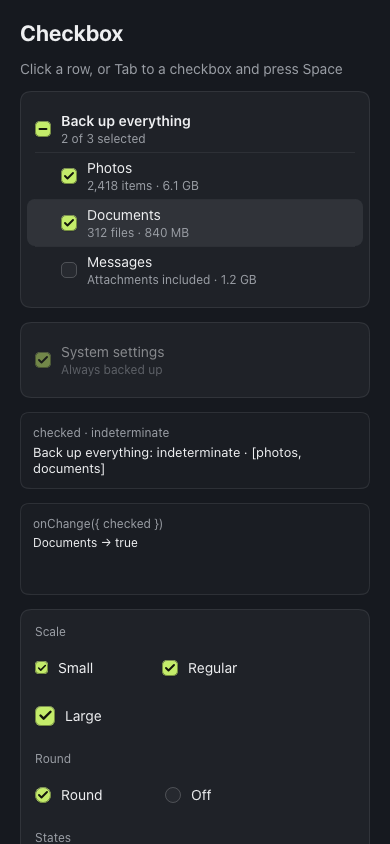 Checkbox
Click a row, or Tab to a checkbox and press Space
Back up everything
2 of 3 selected
Photos
2,418 items · 6.1 GB
Documents
312 files · 840 MB
Messages
Attachments included · 1.2 GB
System settings
Always backed up
checked · indeterminate
Back up everything: indeterminate · [photos,
documents]
onChange({ checked })
Documents → true
Scale
Small
Regular
Large
Round
Round
Off
States